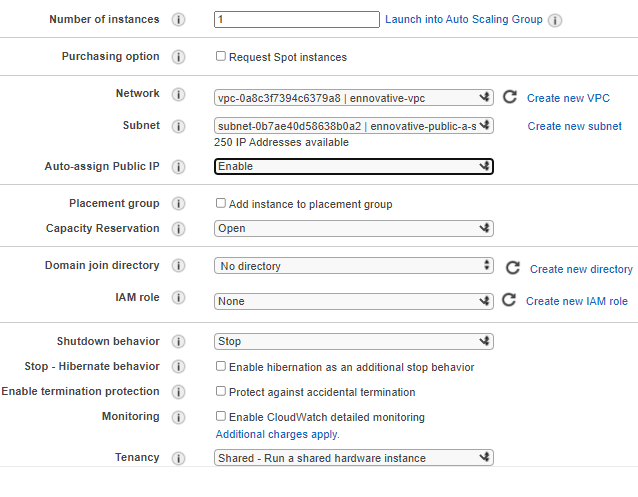 Number of instances i 1 Launch into Auto Scaling Group i
Purchasing option i Request Spot instances
Network i vpc-0a8c3f7394c6379a8 | ennovative-vpc Create new VPC
Subnet i subnet-0b7ae40d58638b0a2 | ennovative-public-a-s Create new subnet
250 IP Addresses available
Auto-assign Public IP i Enable
Placement group i Add instance to placement group
Capacity Reservation i Open
Domain join directory i No directory Create new directory
IAM role i None Create new IAM role
Shutdown behavior i Stop
Stop - Hibernate behavior i Enable hibernation as an additional stop behavior
Enable termination protection i Protect against accidental termination
Monitoring i Enable CloudWatch detailed monitoring
Additional charges apply.
Tenancy i Shared - Run a shared hardware instance